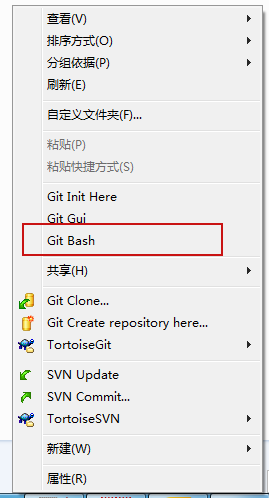 查看(V)
排序方式(O)
分组依据(P)
刷新(E)
自定义文件夹(F)...
粘贴(P)
粘贴快捷方式(S)
Git Init Here
Git Gui
Git Bash
共享(H)
Git Clone...
Git Create repository here...
TortoiseGit
SVN Update
SVN Commit...
TortoiseSVN
新建(W)
属性(R)